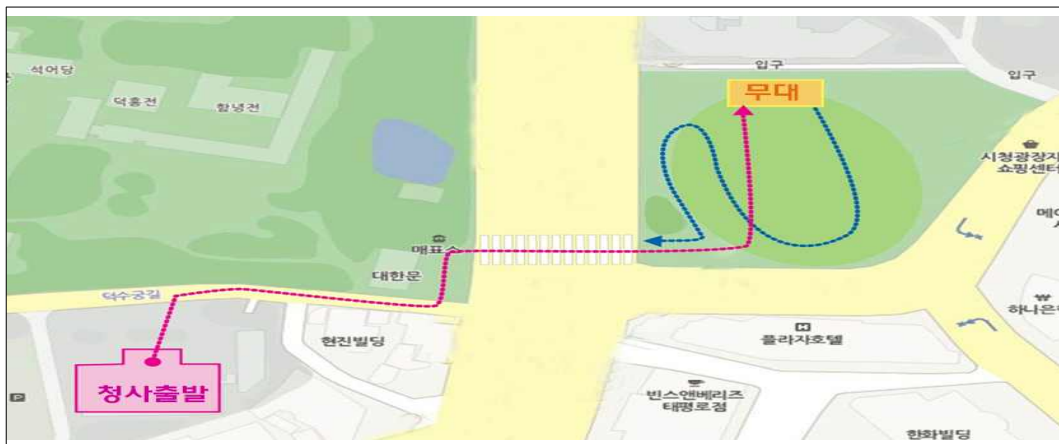 석어당
덕홍전
함녕전
입구
무대
입구
시청광장지
쇼핑센터
매표소
대한문
덕수궁길
현진빌딩
청사출발
P
H
플라자호텔
하나은
빈스앤베리즈
태평로점
한화빌딩